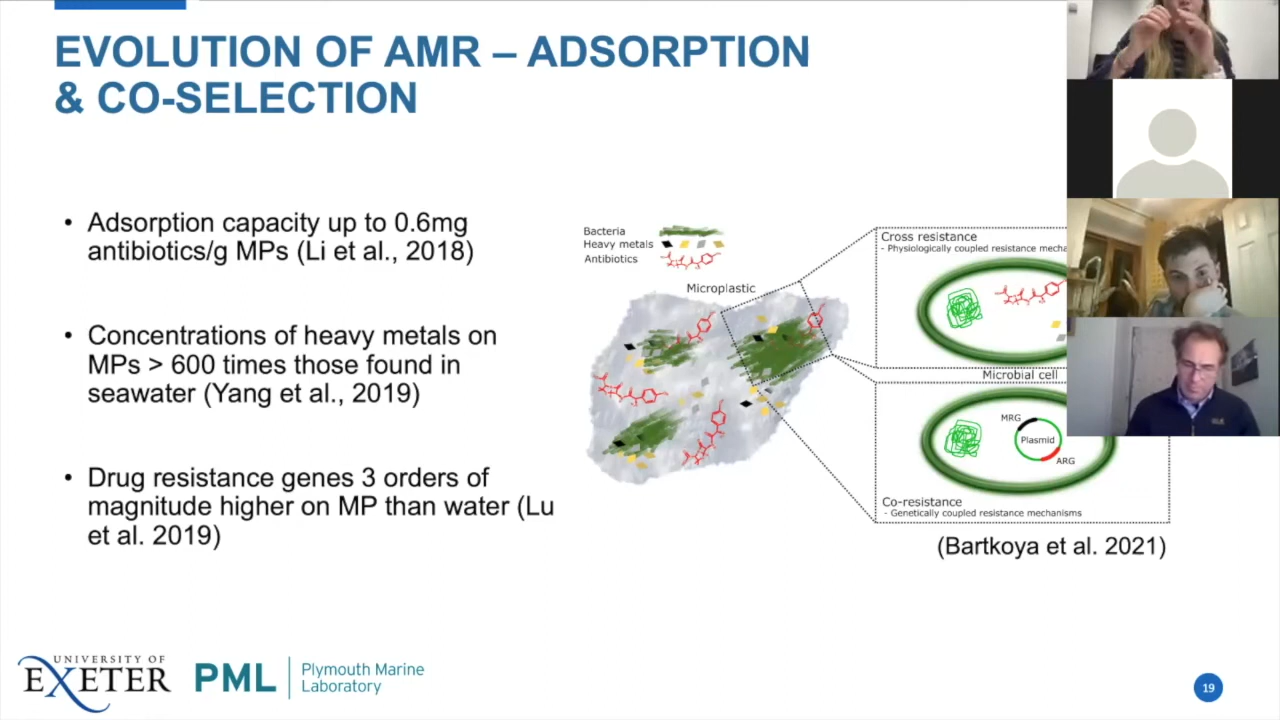 EVOLUTION OF AMR – ADSORPTION
& CO-SELECTION
• Adsorption capacity up to 0.6mg
antibiotics/g MPs (Li et al., 2018)
• Concentrations of heavy metals on
MPs > 600 times those found in
seawater (Yang et al., 2019)
• Drug resistance genes 3 orders of
magnitude higher on MP than water (Lu
et al. 2019)
Bacteria
Heavy metals
Antibiotics
Microplastic
Cross resistance
- Physiologically coupled resistance mecha
Microbial cell
MRG
Plasmid
ARG
Co-resistance
- Genetically coupled resistance mechanisms
(Bartkoya et al. 2021)
UNIVERSITY OF
EXETER
PML
Plymouth Marine
Laboratory
19